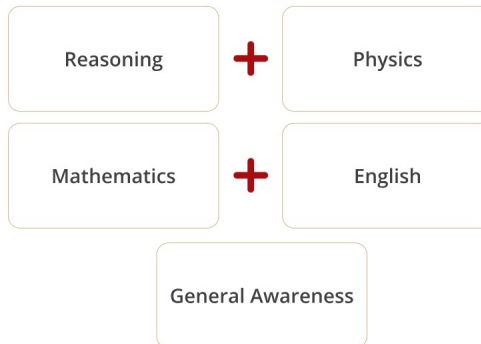 Reasoning + Physics
Mathematics + English
General Awareness